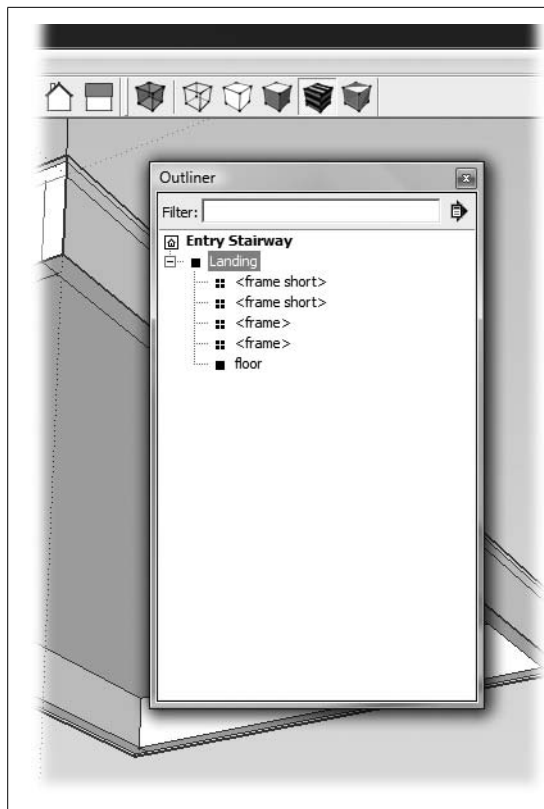 Outliner
Filter:
Entry Stairway
Landing
<frame short>
<frame short>
<frame>
<frame>
floor